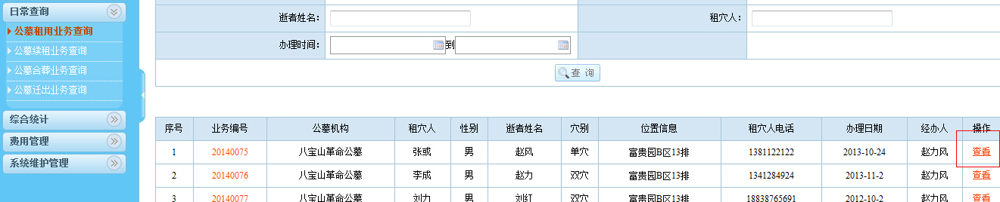 日常查询
公墓租用业务查询
公墓续租业务查询
公墓合葬业务查询
公墓迁出业务查询
综合统计
费用管理
系统维护管理
逝者姓名： 租穴人：
办理时间： 到
查 询
序号 业务编号 公墓机构 租穴人 性别 逝者姓名 穴别 位置信息 租穴人电话 办理日期 经办人 操作
1 20140075 八宝山革命公墓 张或 男 赵风 单穴 富贵园B区13排 1381122122 2013-10-24 赵力风 查看
2 20140076 八宝山革命公墓 李成 男 赵力 双穴 富贵园B区13排 1341284924 2013-11-2 赵力风 查看
3 20140077 八宝山革命公墓 刘力 男 刘红 双穴 富贵园B区13排 18838765691 2012-10-2 赵力风 查看